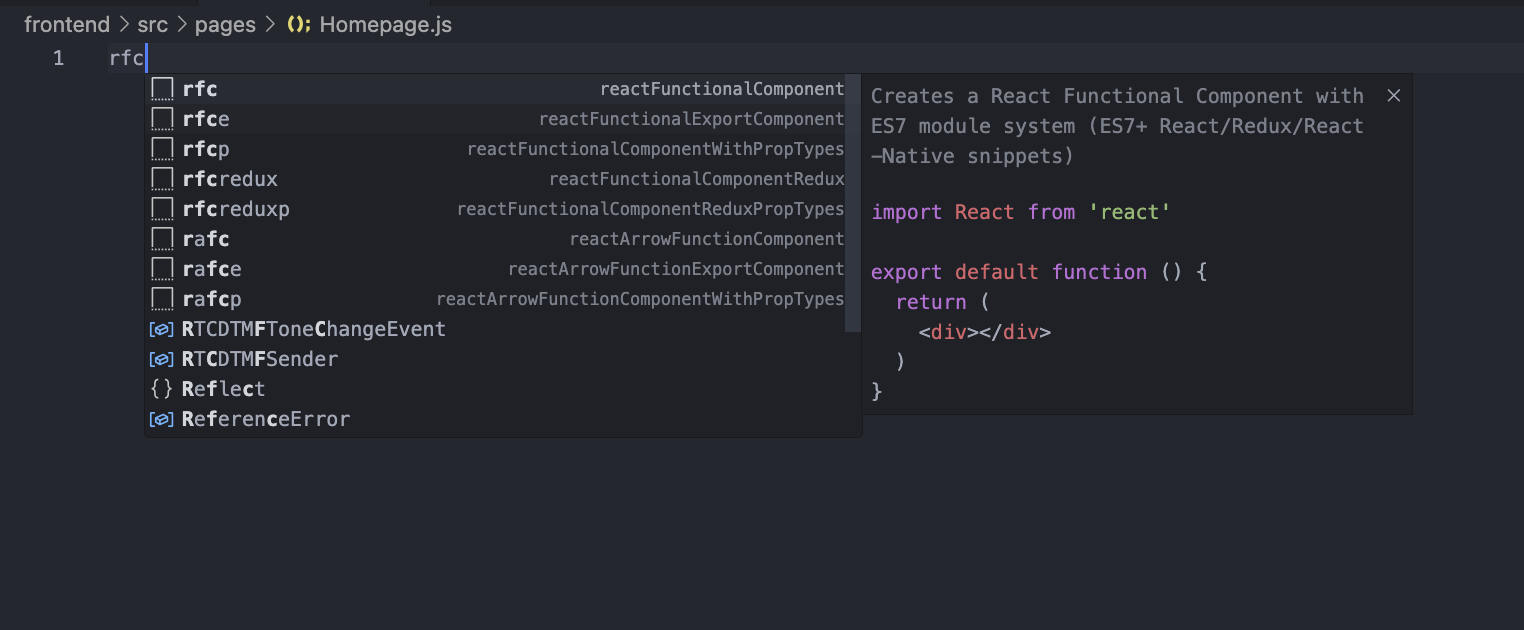 frontend > src > pages > (); Homepage.js
1 rfc
rfc reactFunctionalComponent
rfce reactFunctionalExportComponent
rfcp reactFunctionalComponentWithPropTypes
rfcredux reactFunctionalComponentRedux
rfcreduxp reactFunctionalComponentReduxPropTypes
rafc reactArrowFunctionComponent
rafce reactArrowFunctionExportComponent
rafcp reactArrowFunctionComponentWithPropTypes
RTCDTMFToneChangeEvent
RTCDTMFSender
{} Reflect
ReferenceError
Creates a React Functional Component with
ES7 module system (ES7+ React/Redux/React
-Native snippets)
import React from 'react'
export default function () {
return (
<div></div>
)
}